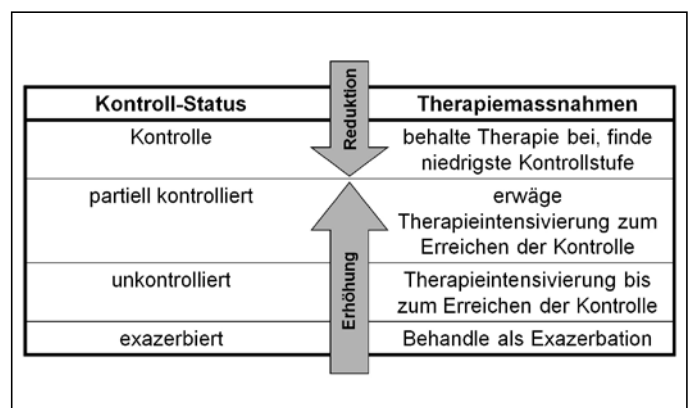 Kontroll-Status
Reduktion
Therapiemassnahmen
Kontrolle
behalte Therapie bei, finde
niedrigste Kontrollstufe
partiell kontrolliert
Erhöhung
erwäge
Therapieintensivierung zum
Erreichen der Kontrolle
unkontrolliert
Therapieintensivierung bis
zum Erreichen der Kontrolle
exazerbiert
Behandle als Exazerbation